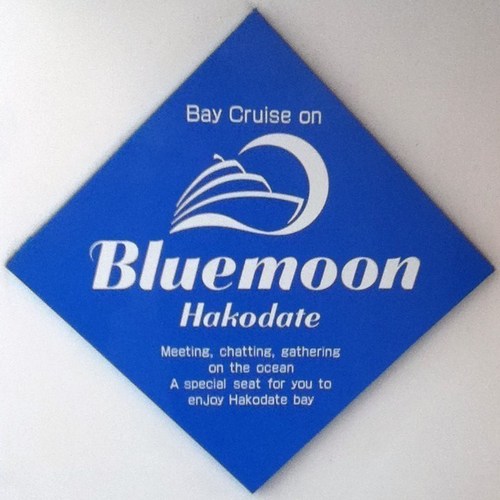 Bay Cruise on
Bluemoon
Hakodate
Meeting, chatting, gathering
on the ocean
A special seat for you to
enjoy Hakodate bay